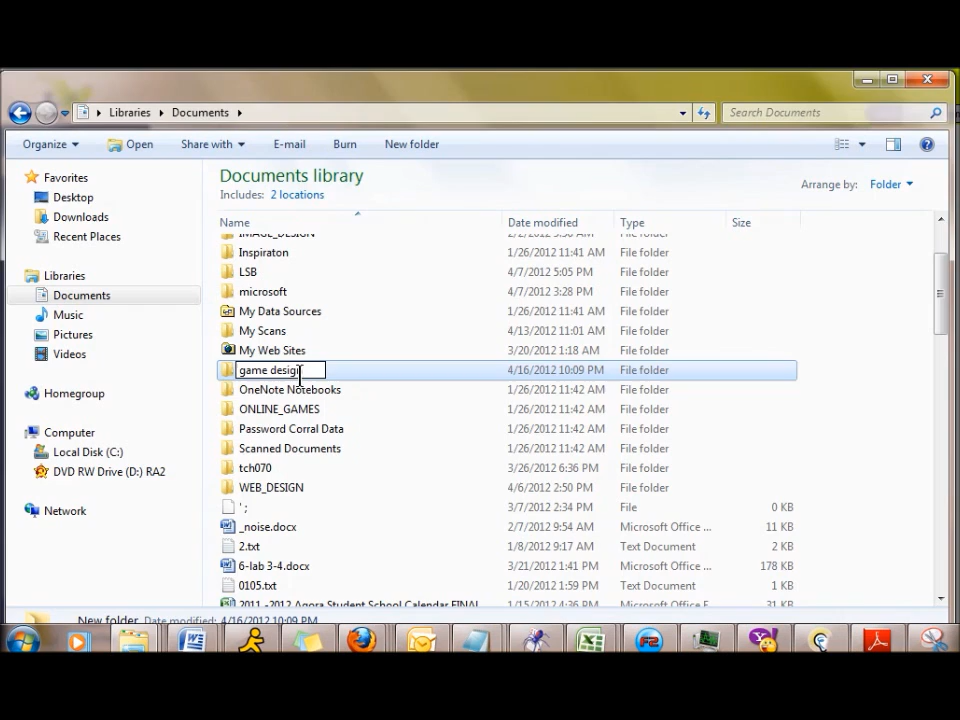 Libraries
Documents
Search Documents
Organize
Open
Share with
E-mail
Burn
New folder
Favorites
Desktop
Downloads
Recent Places
Libraries
Documents
Music
Pictures
Videos
Homegroup
Computer
Local Disk (C:)
DVD RW Drive (D:) RA2
Network
Documents library
Includes: 2 locations
Arrange by: Folder
Name Date modified Type Size
IMAGE_DESIGN File folder
Inspiraton 1/26/2012 11:41 AM File folder
LSB 4/7/2012 5:05 PM File folder
microsoft 4/7/2012 3:28 PM File folder
My Data Sources 1/26/2012 11:41 AM File folder
My Scans 4/13/2012 11:01 AM File folder
My Web Sites 3/20/2012 1:18 AM File folder
game desig 4/16/2012 10:09 PM File folder
OneNote Notebooks 1/26/2012 11:42 AM File folder
ONLINE_GAMES 1/26/2012 11:42 AM File folder
Password Corral Data 1/26/2012 11:42 AM File folder
Scanned Documents 1/26/2012 11:42 AM File folder
tch070 3/26/2012 6:36 PM File folder
WEB_DESIGN 4/6/2012 2:50 PM File folder
' ; 3/7/2012 2:34 PM File 0 KB
_noise.docx 2/7/2012 9:54 AM Microsoft Office ... 11 KB
2.txt 1/8/2012 9:17 AM Text Document 2 KB
6-lab 3-4.docx 3/21/2012 1:41 PM Microsoft Office ... 178 KB
0105.txt 1/20/2012 1:59 PM Text Document 1 KB
2011 -2012 Agora Student School Calendar FINAL 1/15/2012 4:36 PM Microsoft Office E 31 KB
New folder Date modified: 4/16/2012 10:09 PM